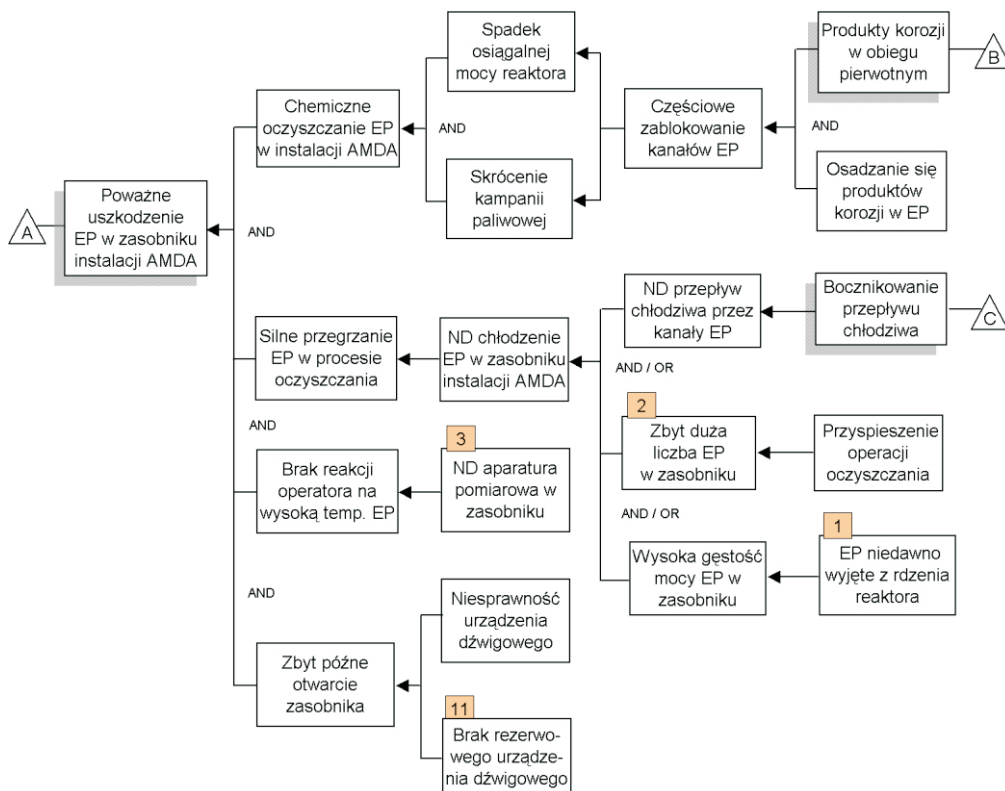 Spadek
osiągalnej
mocy reaktora
Produkty korozji
w obiegu
pierwotnym
B
Chemiczne
oczyszczanie EP
w instalacji AMDA
AND
Częściowe
zablokowanie
kanałów EP
AND
Skrócenie
kampanii
paliwowej
Osadzanie się
produktów
korozji w EP
A
Poważne
uszkodzenie
EP w zasobniku
instalacji AMDA
AND
ND przepływ
chłodziwa przez
kanały EP
Bocznikowanie
przepływu
chłodziwa
C
Silne przegrzanie
EP w procesie
oczyszczania
ND chłodzenie
EP w zasobniku
instalacji AMDA
AND / OR
2
Zbyt duża
liczba EP
w zasobniku
Przyspieszenie
operacji
oczyszczania
AND
3
Brak reakcji
operatora na
wysoką temp. EP
ND aparatura
pomiarowa w
zasobniku
AND / OR
1
Wysoka gęstość
mocy EP w
zasobniku
EP niedawno
wyjęte z rdzenia
reaktora
AND
Niesprawność
urządzenia
dźwigowego
Zbyt późne
otwarcie
zasobnika
11
Brak rezerwo-
wego urządze-
nia dźwigowego